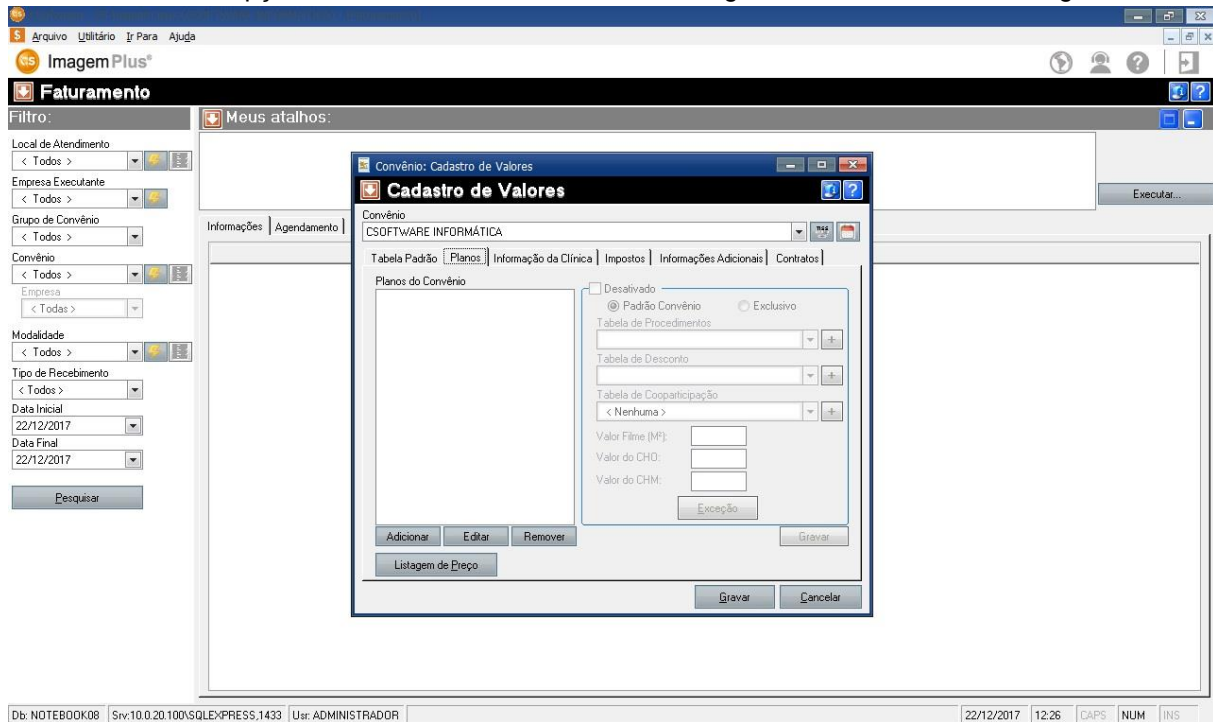 Arquivo Utilitário Ir Para Ajuda
ImagemPlus®
Faturamento
Filtro:
Meus atalhos:
Local de Atendimento
< Todos >
Empresa Executante
< Todos >
Grupo de Convênio
< Todos >
Convênio
< Todos >
Empresa
< Todas >
Modalidade
< Todos >
Tipo de Recebimento
< Todos >
Data Inicial
22/12/2017
Data Final
22/12/2017
Pesquisar
Executar...
Informações Agendamento
Convênio: Cadastro de Valores
Cadastro de Valores
Convênio
CSOFTWARE INFORMÁTICA
Tabela Padrão Planos Informação da Clínica Impostos Informações Adicionais Contratos
Planos do Convênio
Desativado
Padrão Convênio Exclusivo
Tabela de Procedimentos
Tabela de Desconto
Tabela de Cooparticipação
< Nenhuma >
Valor Filme (M²):
Valor do CHO:
Valor do CHM:
Exceção
Adicionar Editar Remover Gravar
Listagem de Preço
Gravar Cancelar
Db: NOTEBOOK08 Srv:10.0.20.100\SQLEXPRESS,1433 Usr: ADMINISTRADOR 22/12/2017 12:26 CAPS NUM INS